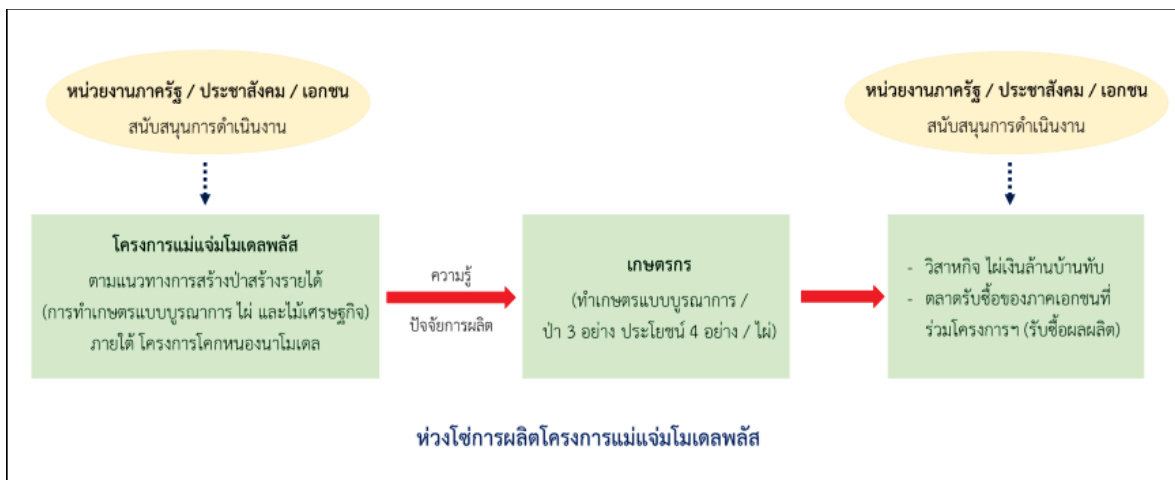 หน่วยงานภาครัฐ / ประชาสังคม / เอกชน
สนับสนุนการดำเนินงาน
หน่วยงานภาครัฐ / ประชาสังคม / เอกชน
สนับสนุนการดำเนินงาน
โครงการแม่แจ่มโมเดลพลัส
ตามแนวทางการสร้างป่าสร้างรายได้
(การทำเกษตรแบบบูรณาการ ไผ่ และไม้เศรษฐกิจ)
ภายใต้ โครงการโคกหนองนาโมเดล
ความรู้
ปัจจัยการผลิต
เกษตรกร
(ทำเกษตรแบบบูรณาการ /
ป่า 3 อย่าง ประโยชน์ 4 อย่าง / ไผ่)
- วิสาหกิจ ไผ่เงินล้านบ้านทับ
- ตลาดรับซื้อของภาคเอกชนที่
ร่วมโครงการฯ (รับซื้อผลผลิต)
ห่วงโซ่การผลิตโครงการแม่แจ่มโมเดลพลัส